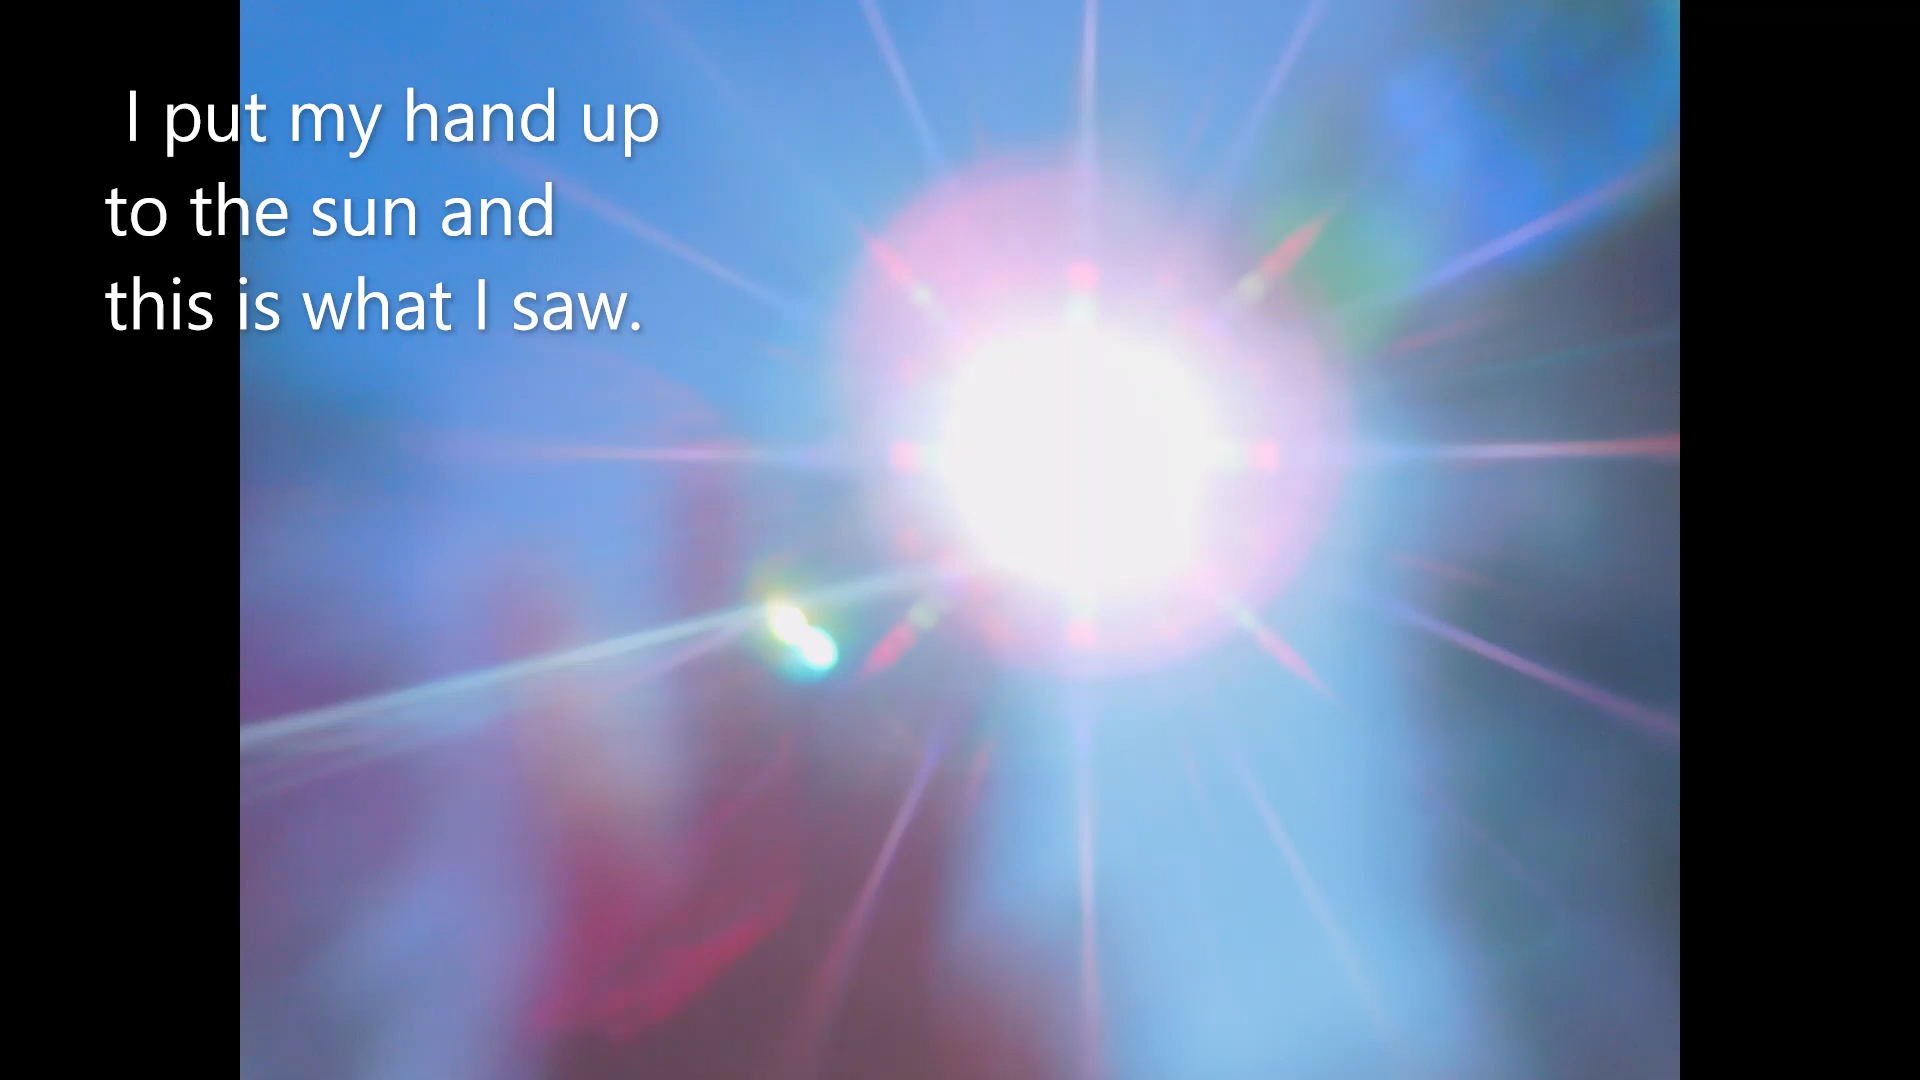 I put my hand up
to the sun and
this is what I saw.